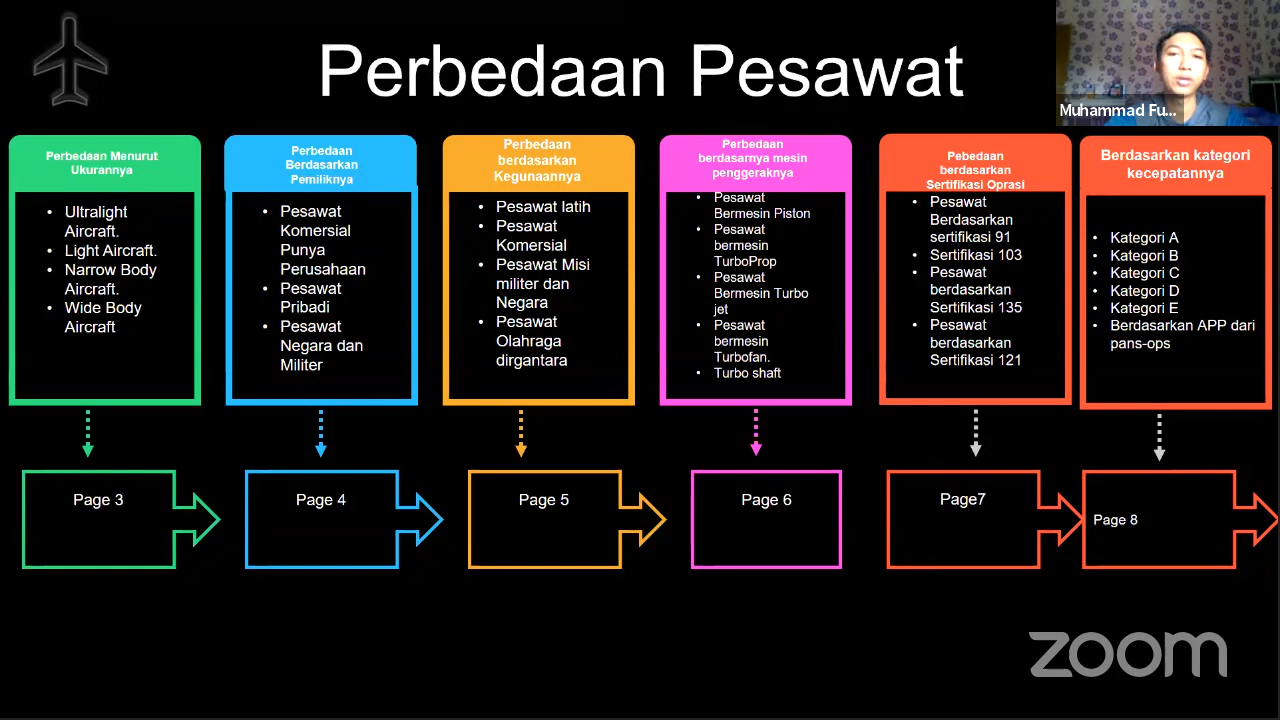 Perbedaan Pesawat
Muhammad Fu...
Perbedaan Menurut
Ukurannya
• Ultralight
Aircraft.
• Light Aircraft.
• Narrow Body
Aircraft.
• Wide Body
Aircraft
Page 3
Perbedaan
Berdasarkan
Pemiliknya
• Pesawat
Komersial
Punya
Perusahaan
• Pesawat
Pribadi
• Pesawat
Negara dan
Militer
Page 4
Perbedaan
berdasarkan
Kegunaannya
• Pesawat latih
• Pesawat
Komersial
• Pesawat Misi
militer dan
Negara
• Pesawat
Olahraga
dirgantara
Page 5
Perbedaan
berdasarnya mesin
penggeraknya
• Pesawat
Bermesin Piston
• Pesawat
bermesin
TurboProp
• Pesawat
Bermesin Turbo
jet
• Pesawat
bermesin
Turbofan.
• Turbo shaft
Page 6
Pebedaan
berdasarkan
Sertifikasi Oprasi
• Pesawat
Berdasarkan
sertifikasi 91
• Sertifikasi 103
• Pesawat
berdasarkan
Sertifikasi 135
• Pesawat
berdasarkan
Sertifikasi 121
Page7
Berdasarkan kategori
kecepatannya
• Kategori A
• Kategori B
• Kategori C
• Kategori D
• Kategori E
• Berdasarkan APP dari
pans-ops
Page 8
zoom